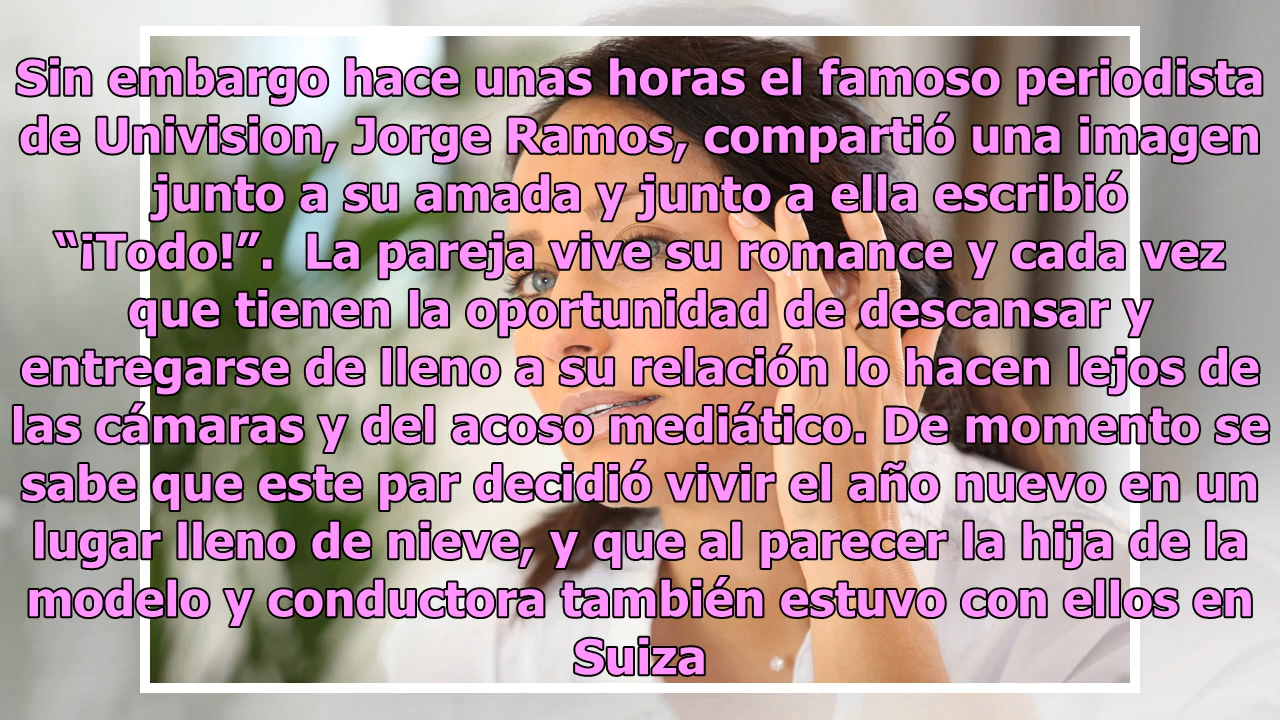 Sin embargo hace unas horas el famoso periodista
de Univision, Jorge Ramos, compartió una imagen
junto a su amada y junto a ella escribió
“¡Todo!”.  La pareja vive su romance y cada vez
que tienen la oportunidad de descansar y
entregarse de lleno a su relación lo hacen lejos de
las cámaras y del acoso mediático. De momento se
sabe que este par decidió vivir el año nuevo en un
lugar lleno de nieve, y que al parecer la hija de la
modelo y conductora también estuvo con ellos en
Suiza